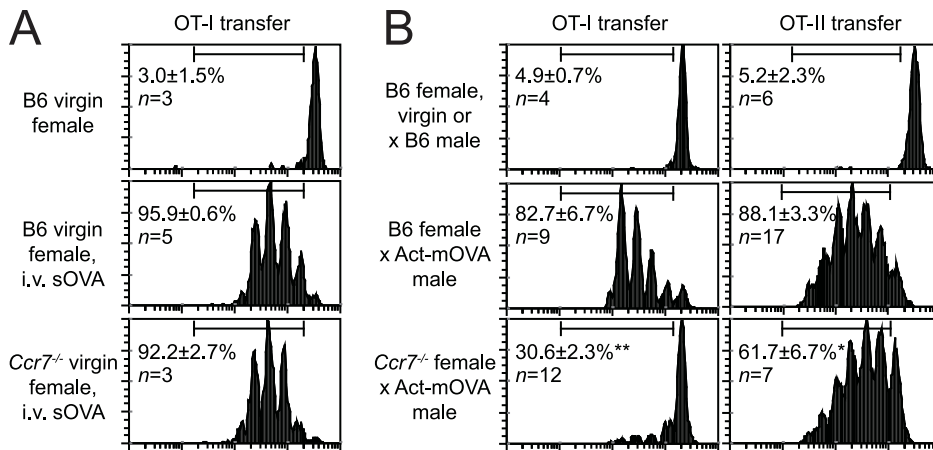 A
OT-I transfer
B6 virgin
female
3.0±1.5%
n=3
B6 virgin
female,
i.v. sOVA
95.9±0.6%
n=5
Ccr7-/- virgin
female,
i.v. sOVA
92.2±2.7%
n=3
B
OT-I transfer
OT-II transfer
B6 female,
virgin or
x B6 male
4.9±0.7%
n=4
5.2±2.3%
n=6
B6 female
x Act-mOVA
male
82.7±6.7%
n=9
88.1±3.3%
n=17
Ccr7-/- female
x Act-mOVA
male
30.6±2.3%**
n=12
61.7±6.7%*
n=7